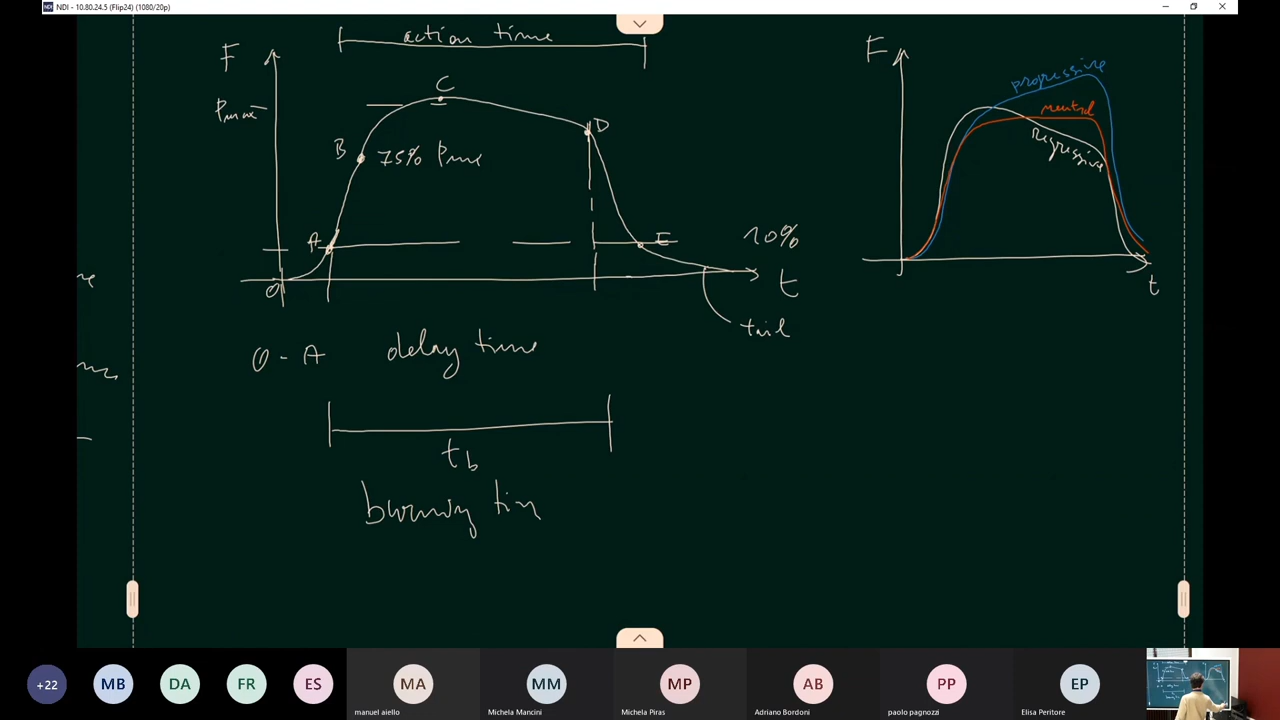 NDI - 10.80.24.5 (Flip24) (1080/20p)
action time
F
Pmax
C
B
75% Pmax
D
A
E
10%
O
t
tail
O - A delay time
tb
burning tim
F
progressive
neutral
regressive
t
+22
MB
DA
FR
ES
MA
manuel aiello
MM
Michela Mancini
MP
Michela Piras
AB
Adriano Bordoni
PP
paolo pagnozzi
EP
Elisa Peritore